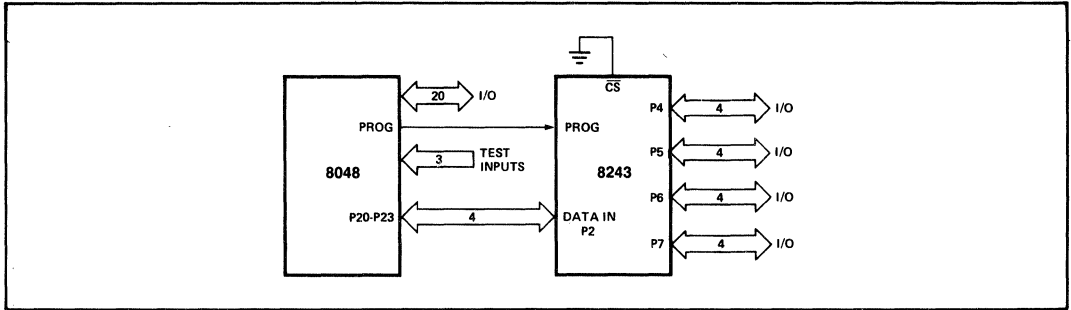 CS
20 I/O
P4 4 I/O
PROG
PROG
3 TEST
INPUTS
P5 4 I/O
8048
8243
P6 4 I/O
P20-P23 4 DATA IN
P2
P7 4 I/O